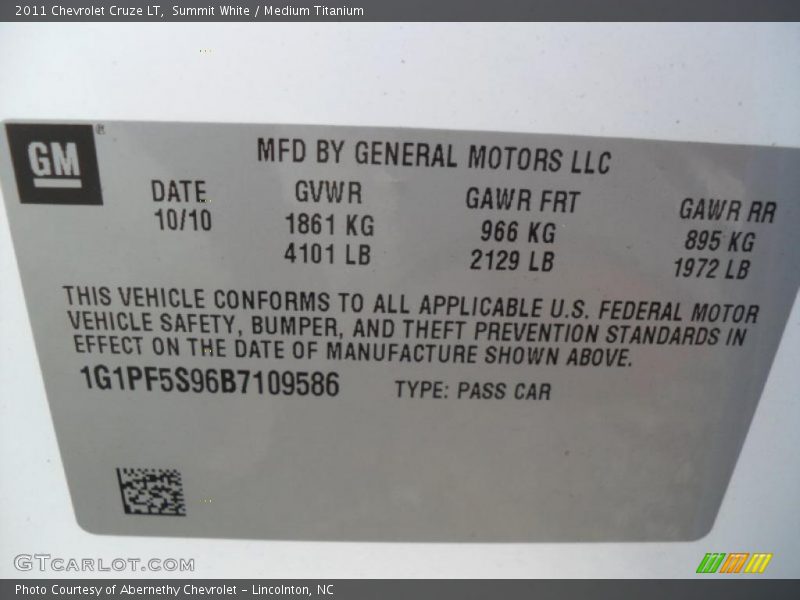 2011 Chevrolet Cruze LT,  Summit White / Medium Titanium
GM ®
MFD BY GENERAL MOTORS LLC
DATE GVWR GAWR FRT GAWR RR
10/10 1861 KG 966 KG 895 KG
4101 LB 2129 LB 1972 LB
THIS VEHICLE CONFORMS TO ALL APPLICABLE U.S. FEDERAL MOTOR
VEHICLE SAFETY, BUMPER, AND THEFT PREVENTION STANDARDS IN
EFFECT ON THE DATE OF MANUFACTURE SHOWN ABOVE.
1G1PF5S96B7109586 TYPE: PASS CAR
GTCARLOT.COM
Photo Courtesy of Abernethy Chevrolet – Lincolnton, NC